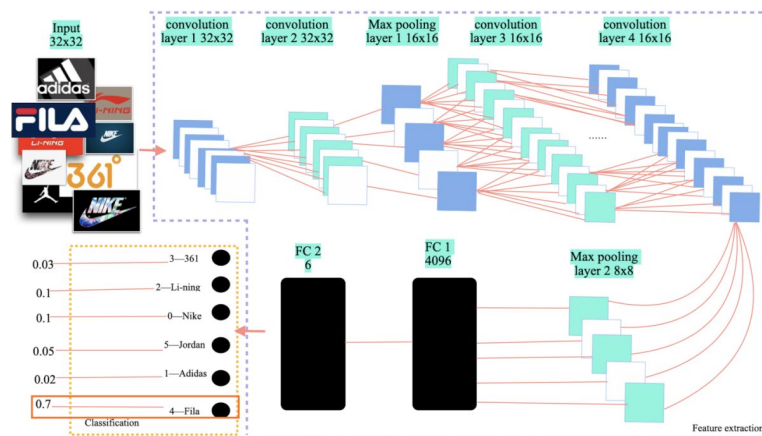 Input
32x32
convolution
layer 1 32x32
convolution
layer 2 32x32
Max pooling
layer 1 16x16
convolution
layer 3 16x16
convolution
layer 4 16x16
adidas
LI-NING
FILA
LI-NING
NIKE
NIKE
361°
NIKE
......
FC 2
6
FC 1
4096
Max pooling
layer 2 8x8
0.03
3—361
0.1
2—Li-ning
0.1
0—Nike
0.05
5—Jordan
0.02
1—Adidas
0.7
4—Fila
Classification
Feature extraction